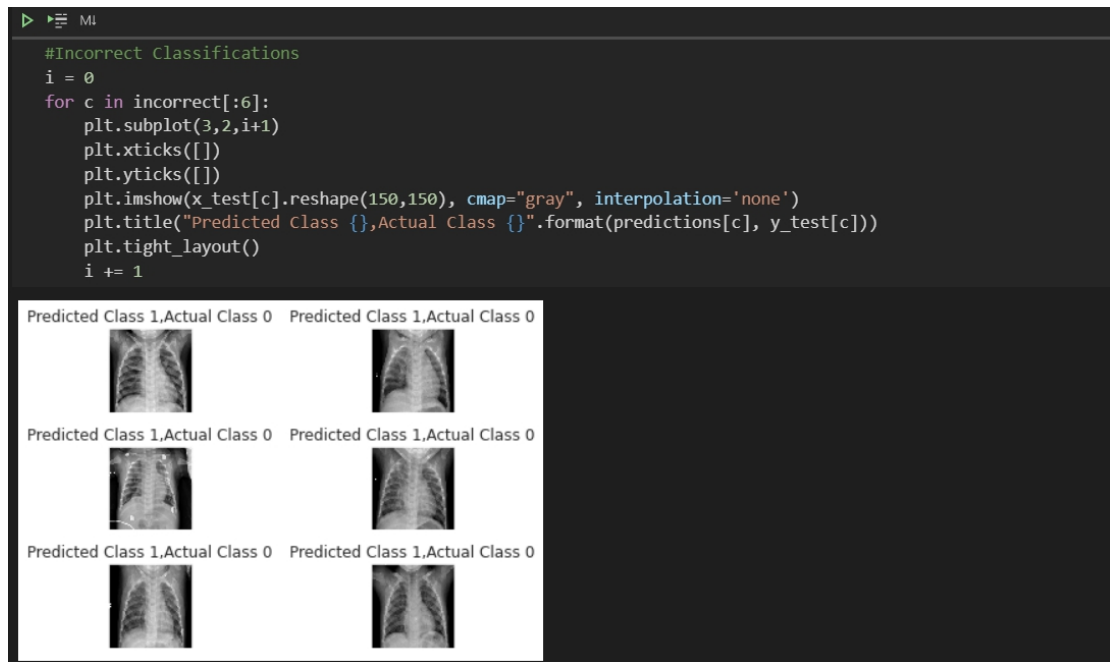 M↓
#Incorrect Classifications
i = 0
for c in incorrect[:6]:
    plt.subplot(3,2,i+1)
    plt.xticks([])
    plt.yticks([])
    plt.imshow(x_test[c].reshape(150,150), cmap="gray", interpolation='none')
    plt.title("Predicted Class {},Actual Class {}".format(predictions[c], y_test[c]))
    plt.tight_layout()
    i += 1
Predicted Class 1,Actual Class 0 Predicted Class 1,Actual Class 0
Predicted Class 1,Actual Class 0 Predicted Class 1,Actual Class 0
Predicted Class 1,Actual Class 0 Predicted Class 1,Actual Class 0